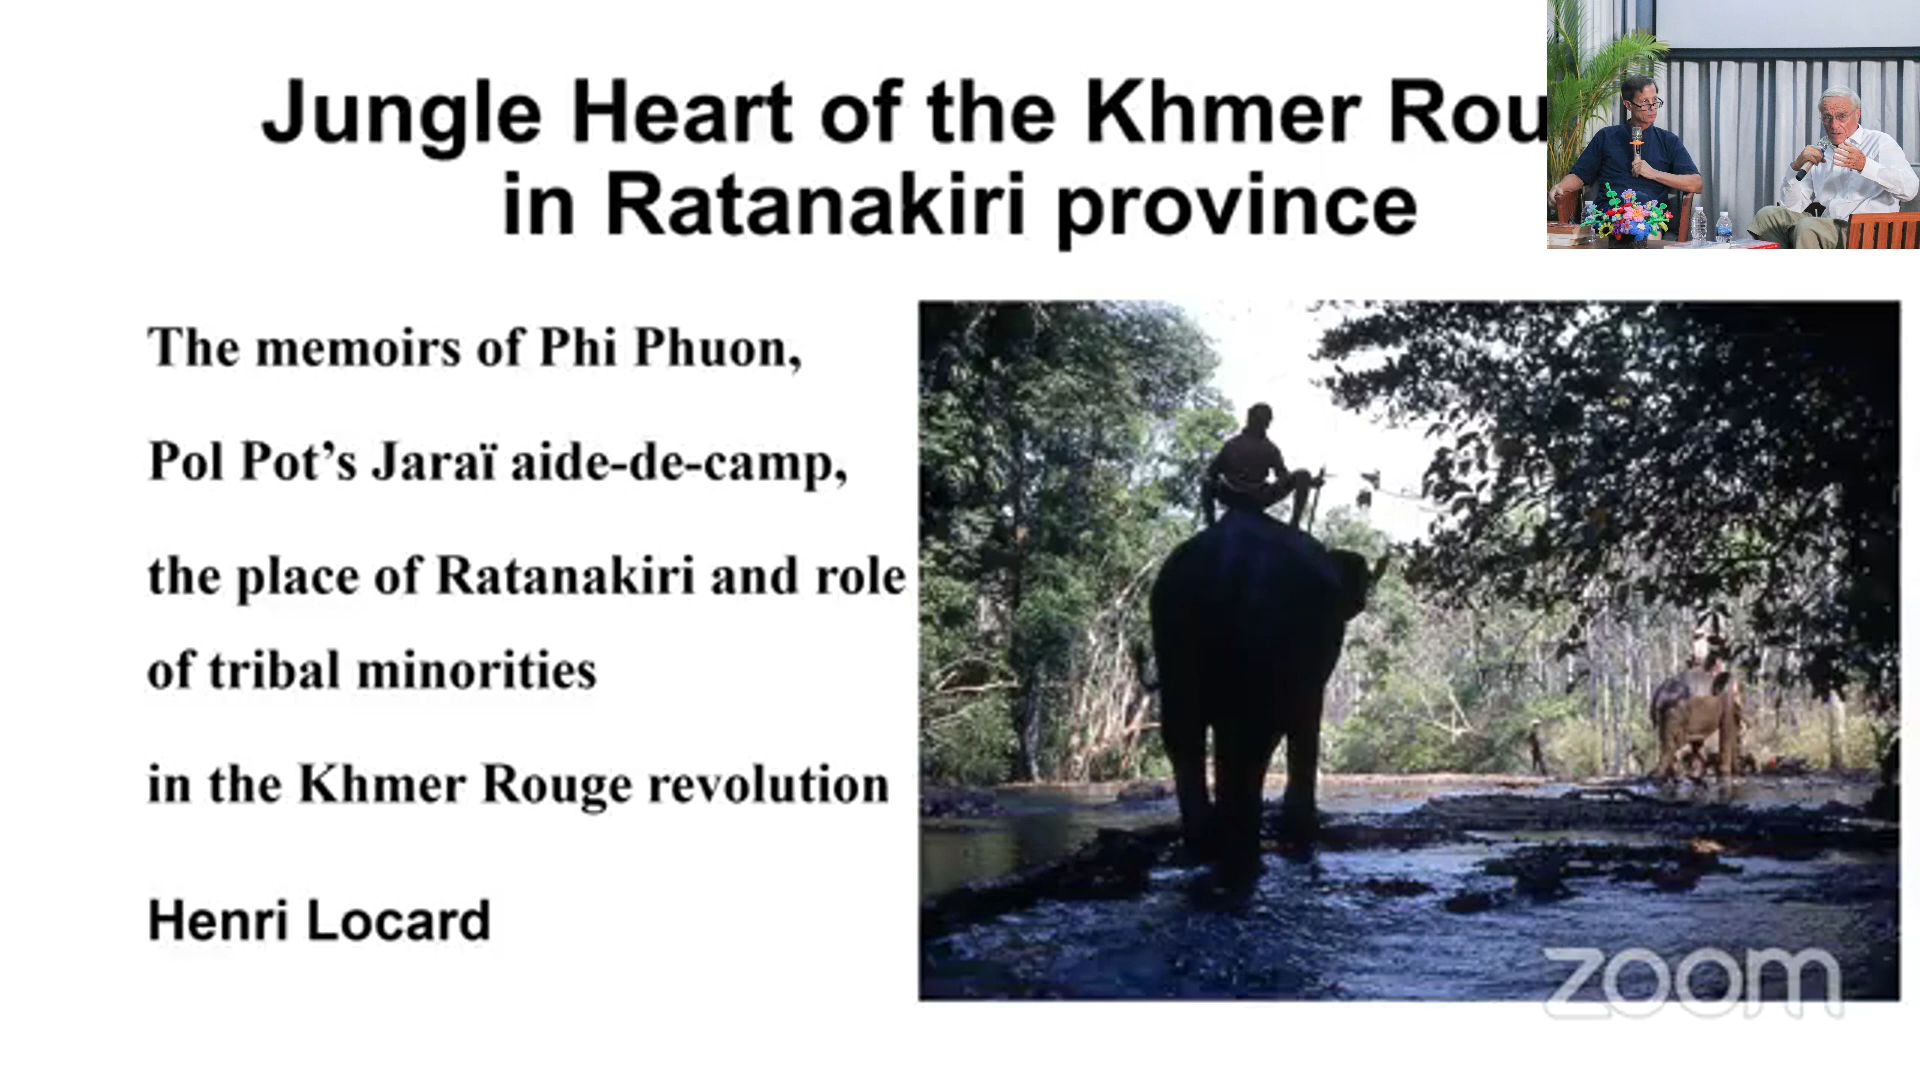 Jungle Heart of the Khmer Rou
in Ratanakiri province
The memoirs of Phi Phuon,
Pol Pot’s Jaraï aide-de-camp,
the place of Ratanakiri and role
of tribal minorities
in the Khmer Rouge revolution
Henri Locard
zoom